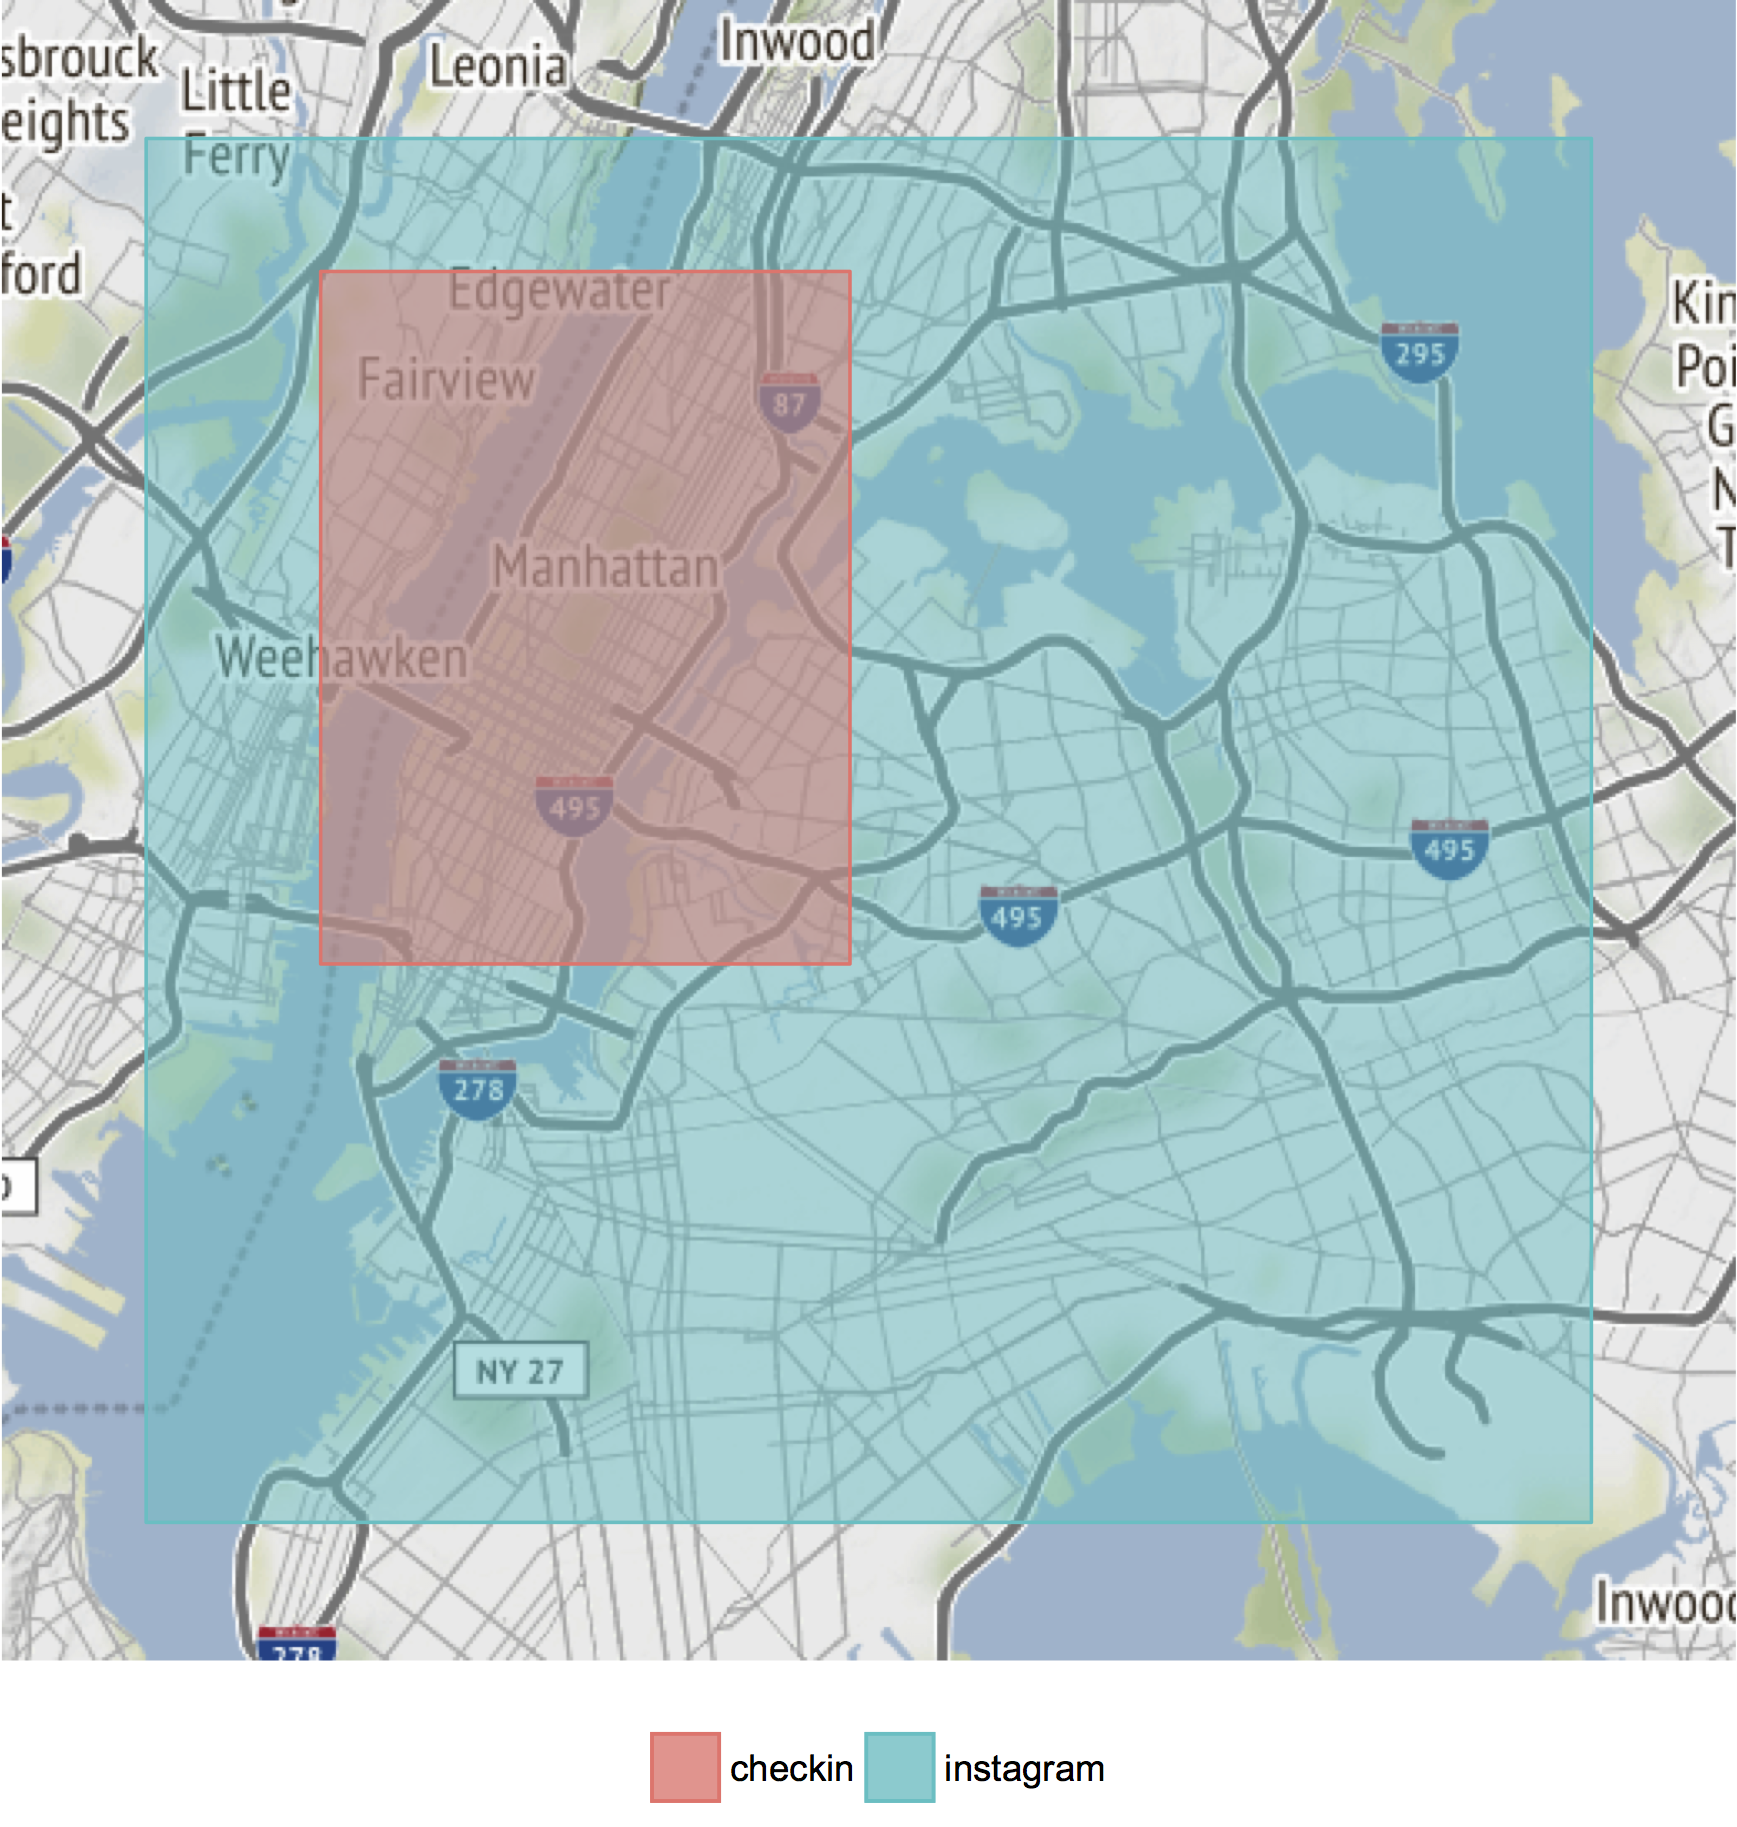 Inwood
sbrouck
eights
Leonia
Little
Ferry
t
ford
Edgewater
Fairview
Kin
Poi
G
N
T
295
87
Manhattan
Weehawken
495
495
495
278
NY 27
Inwood
278
checkin
instagram